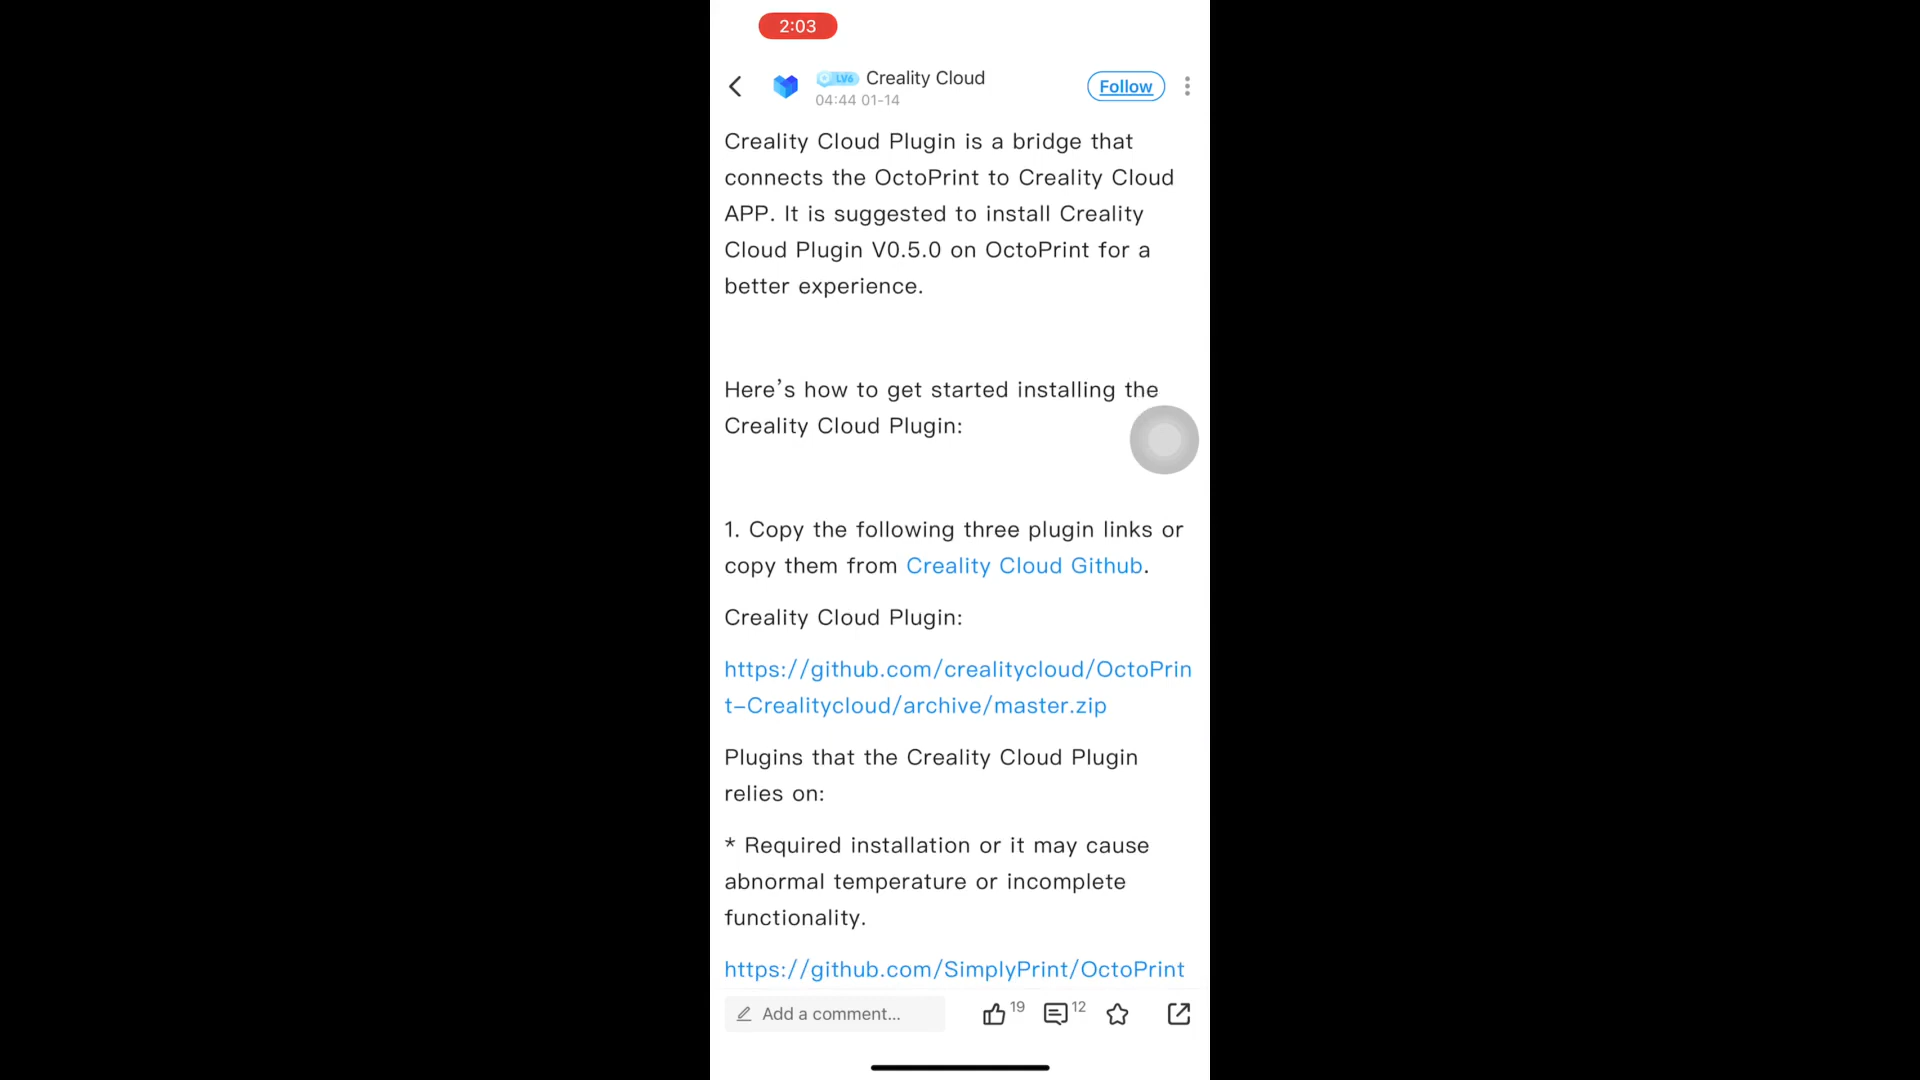 2:03
LV6 Creality Cloud
04:44 01-14
Follow
Creality Cloud Plugin is a bridge that
connects the OctoPrint to Creality Cloud
APP. It is suggested to install Creality
Cloud Plugin V0.5.0 on OctoPrint for a
better experience.
Here’s how to get started installing the
Creality Cloud Plugin:
1. Copy the following three plugin links or
copy them from Creality Cloud Github.
Creality Cloud Plugin:
https://github.com/crealitycloud/OctoPrin
t–Crealitycloud/archive/master.zip
Plugins that the Creality Cloud Plugin
relies on:
* Required installation or it may cause
abnormal temperature or incomplete
functionality.
https://github.com/SimplyPrint/OctoPrint
Add a comment...
19
12